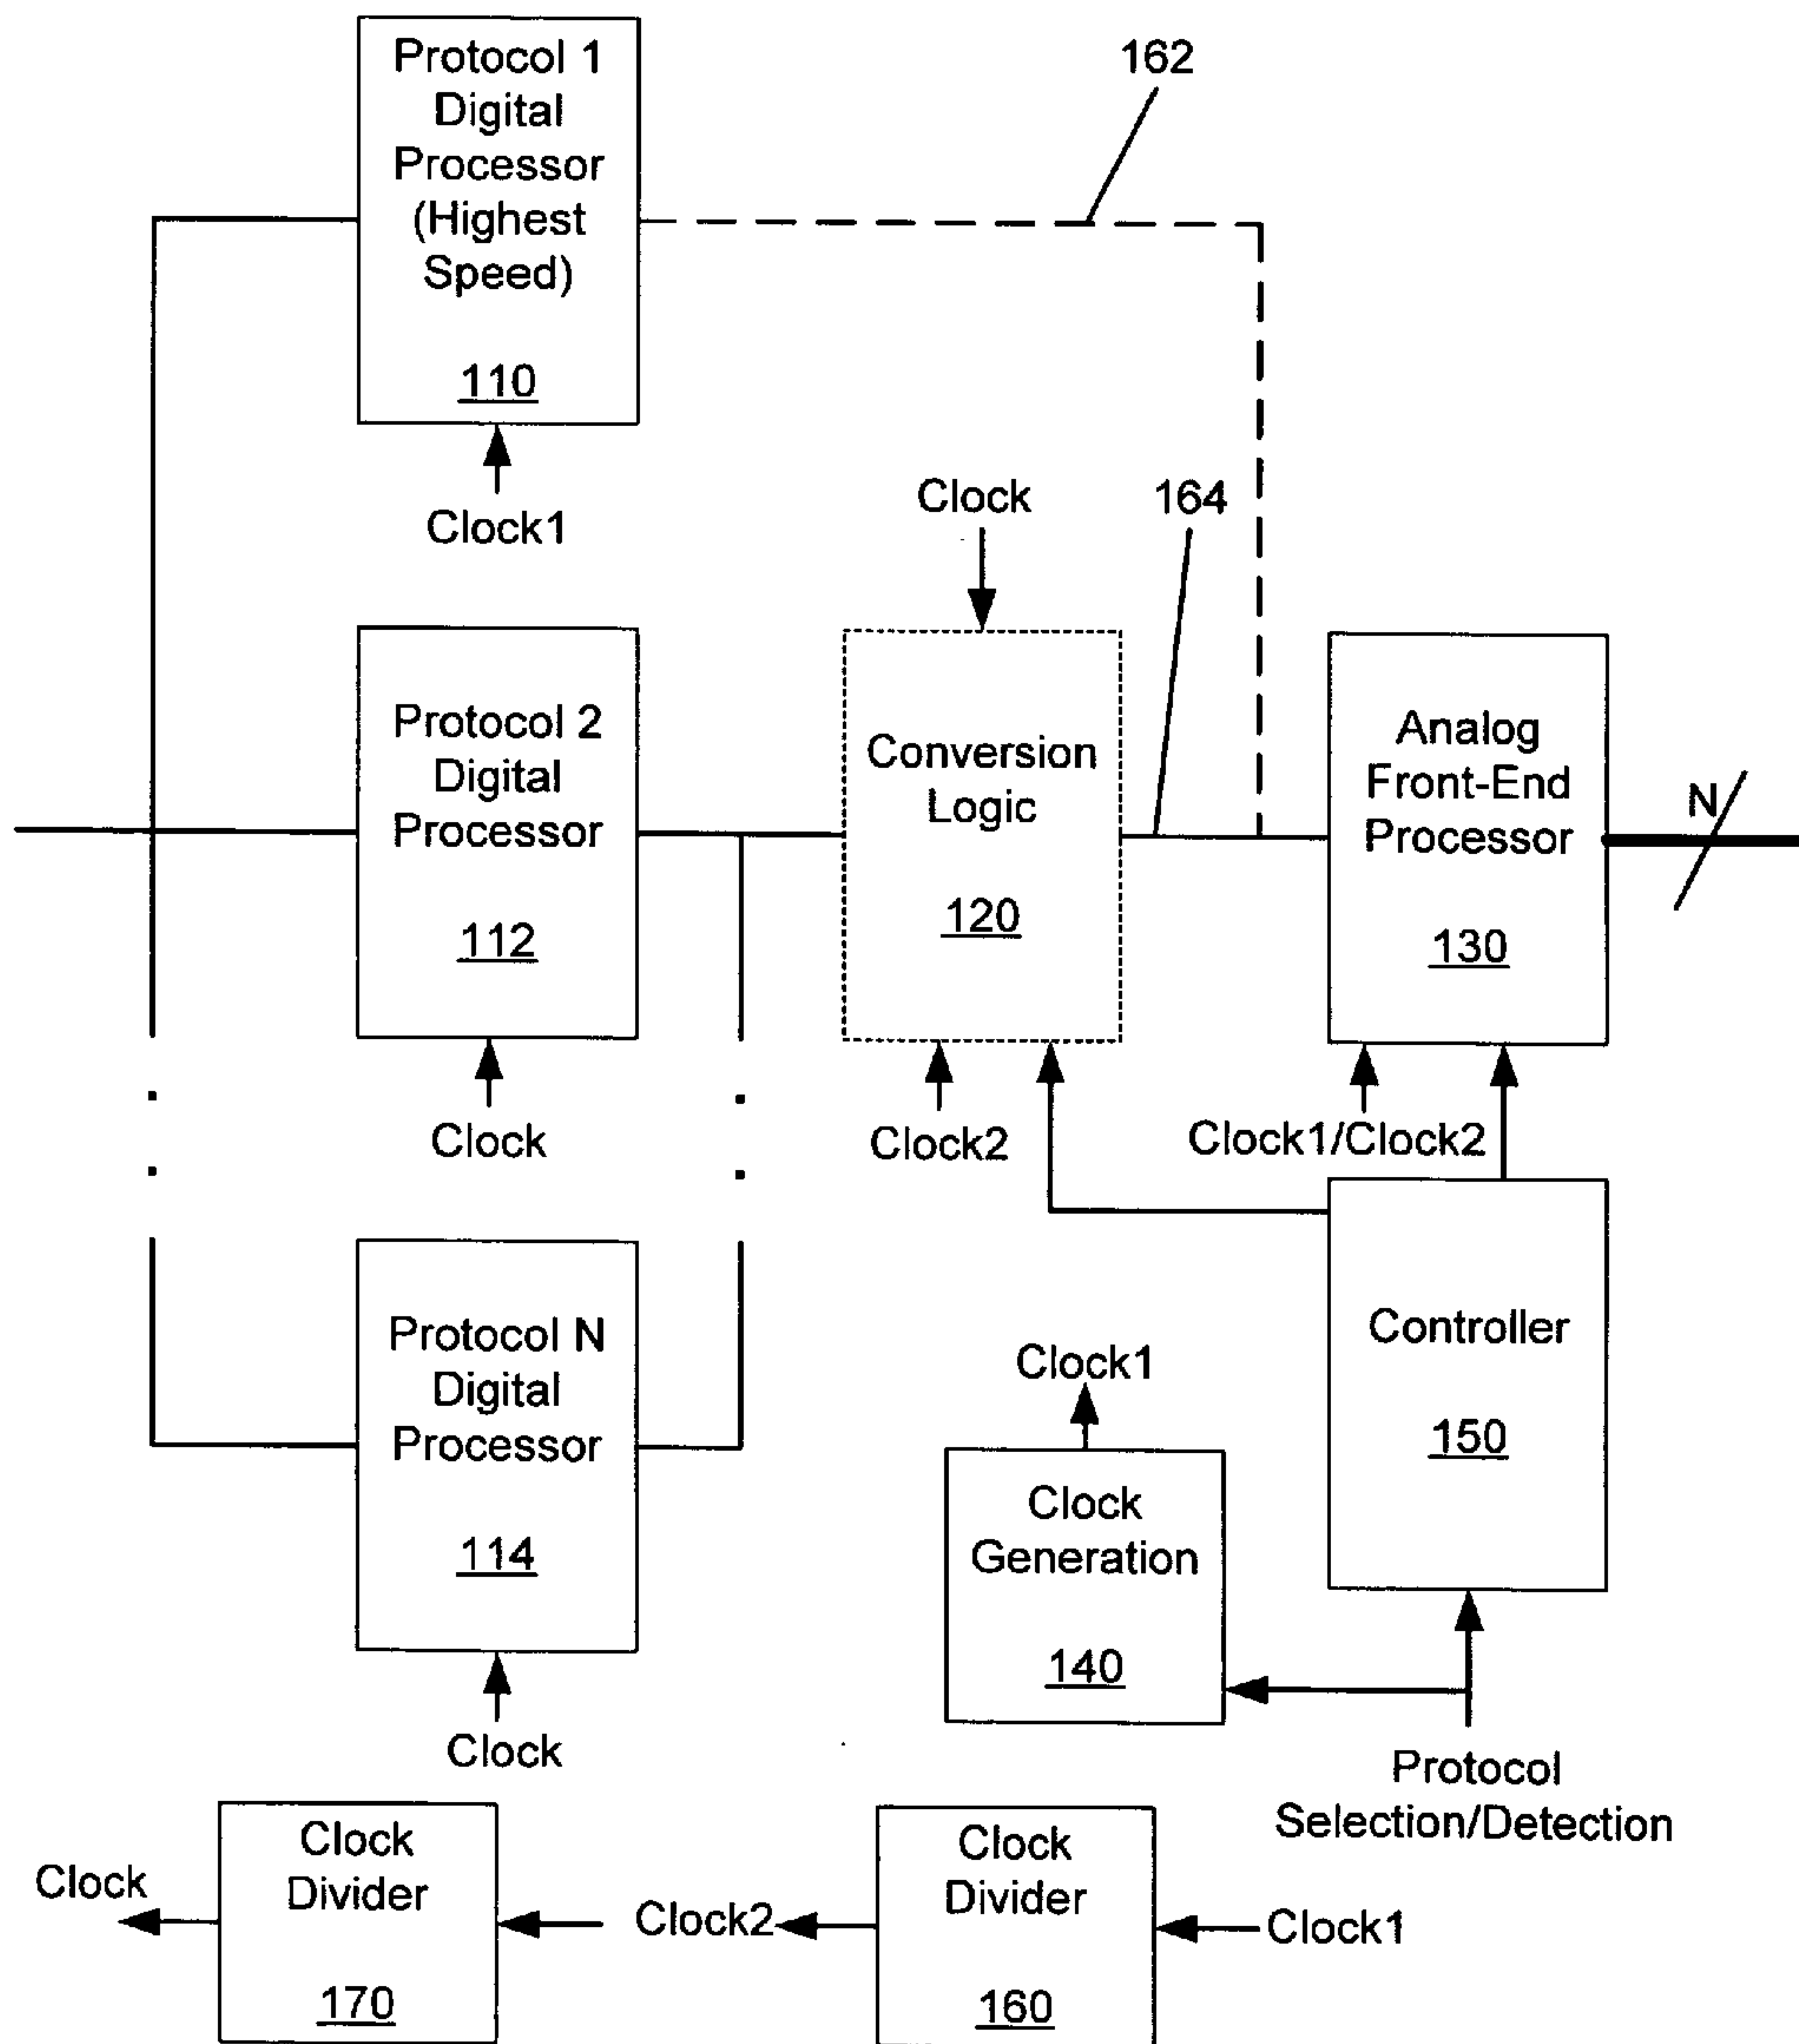 Protocol 1
Digital
Processor
(Highest
Speed)
110
Clock1
162
Clock
164
Protocol 2
Digital
Processor
112
Clock
Conversion
Logic
120
Clock2
Analog
Front-End
Processor
130
N
Clock1/Clock2
Controller
150
Protocol N
Digital
Processor
114
Clock
Clock1
Clock
Generation
140
Protocol
Selection/Detection
Clock
Clock
Divider
170
Clock2
Clock
Divider
160
Clock1